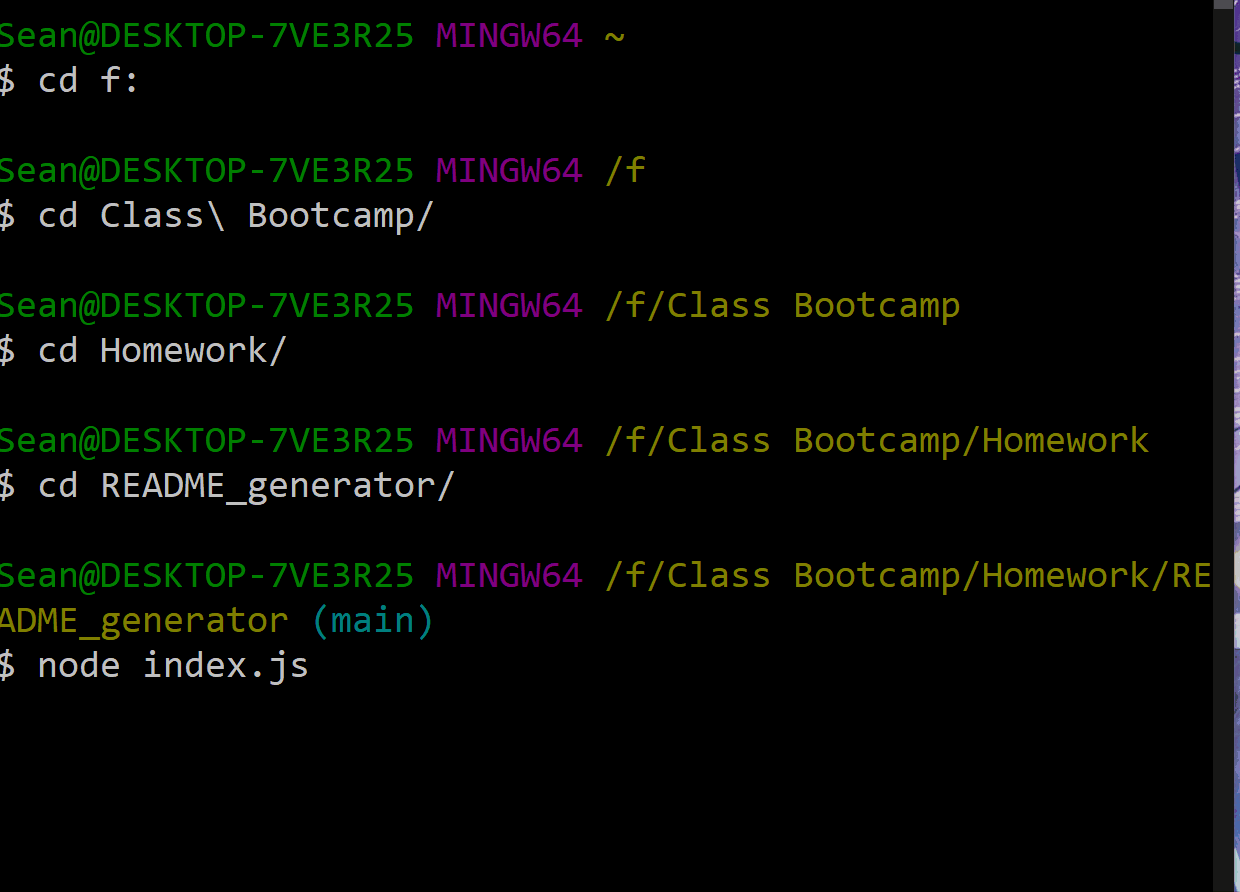 Sean@DESKTOP-7VE3R25 MINGW64 ~
$ cd f:
Sean@DESKTOP-7VE3R25 MINGW64 /f
$ cd Class\ Bootcamp/
Sean@DESKTOP-7VE3R25 MINGW64 /f/Class Bootcamp
$ cd Homework/
Sean@DESKTOP-7VE3R25 MINGW64 /f/Class Bootcamp/Homework
$ cd README_generator/
Sean@DESKTOP-7VE3R25 MINGW64 /f/Class Bootcamp/Homework/RE
ADME_generator (main)
$ node index.js